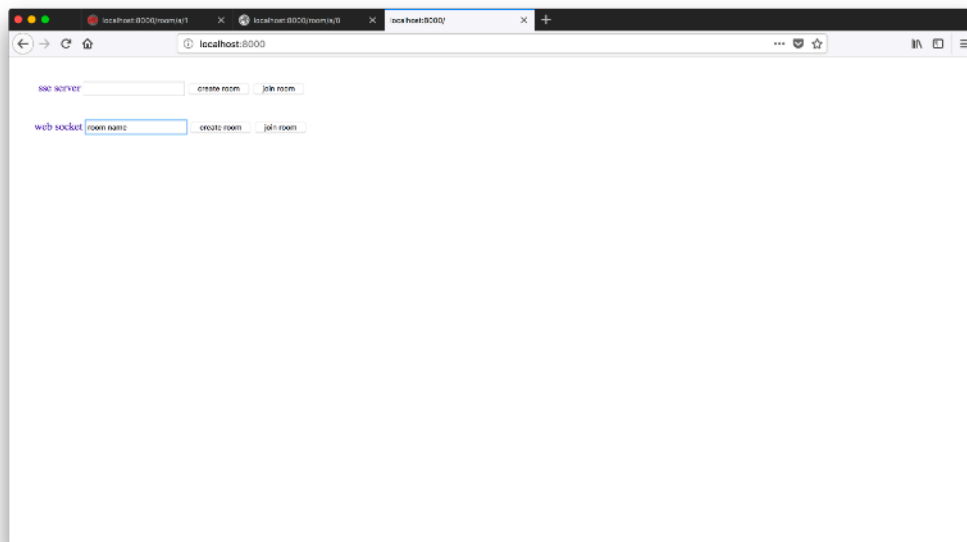 localhost:8000/room/a/1 localhost:8000/room/a/0 localhost:8000/
localhost:8000
sse server create room join room
web socket room name create room join room